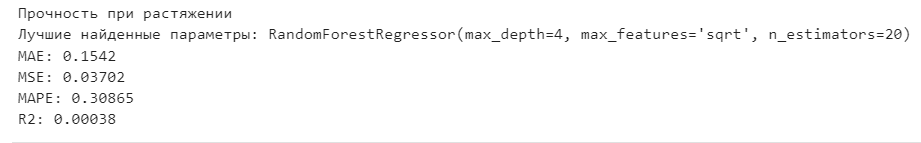 Прочность при растяжении
Лучшие найденные параметры: RandomForestRegressor(max_depth=4, max_features='sqrt', n_estimators=20)
MAE: 0.1542
MSE: 0.03702
MAPE: 0.30865
R2: 0.00038